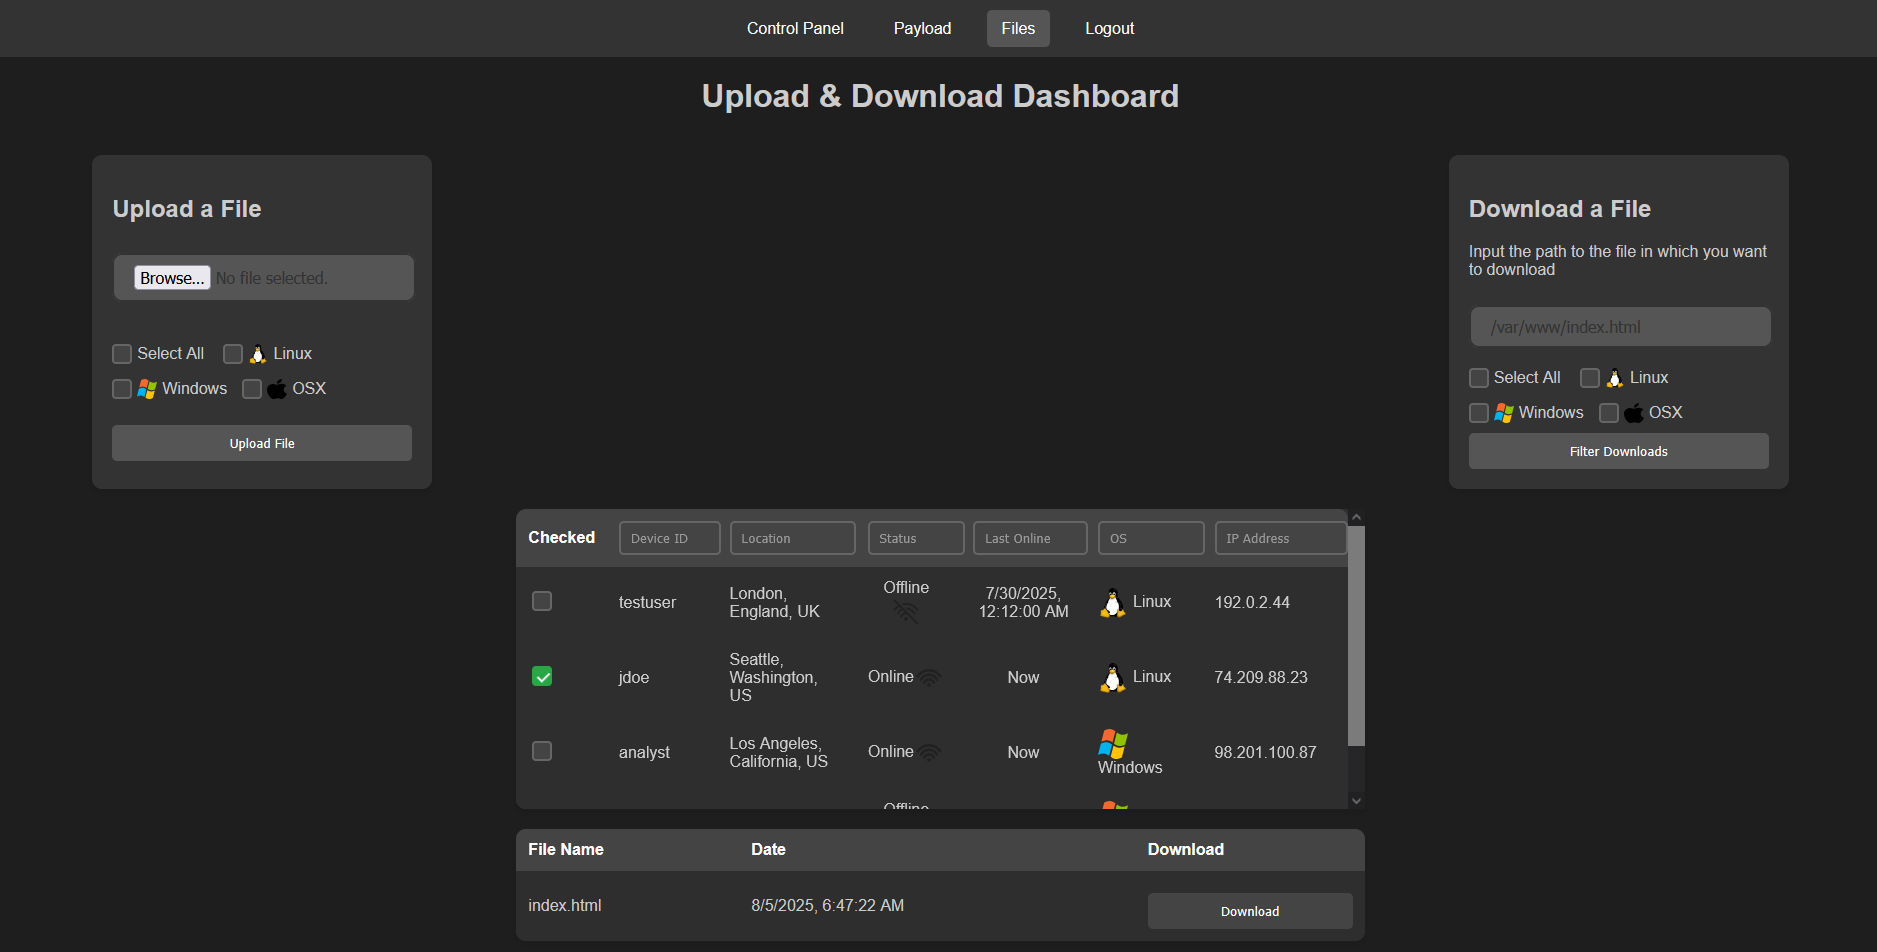 Control Panel Payload Files Logout
Upload & Download Dashboard
Upload a File
Browse... No file selected.
Select All Linux
Windows OSX
Upload File
Download a File
Input the path to the file in which you want
to download
/var/www/index.html
Select All Linux
Windows OSX
Filter Downloads
Checked Device ID Location Status Last Online OS IP Address
testuser
London,
England, UK
Offline
7/30/2025,
12:12:00 AM
Linux
192.0.2.44
jdoe
Seattle,
Washington,
US
Online
Now
Linux
74.209.88.23
analyst
Los Angeles,
California, US
Online
Now
Windows
98.201.100.87
Offline
File Name Date Download
index.html 8/5/2025, 6:47:22 AM Download